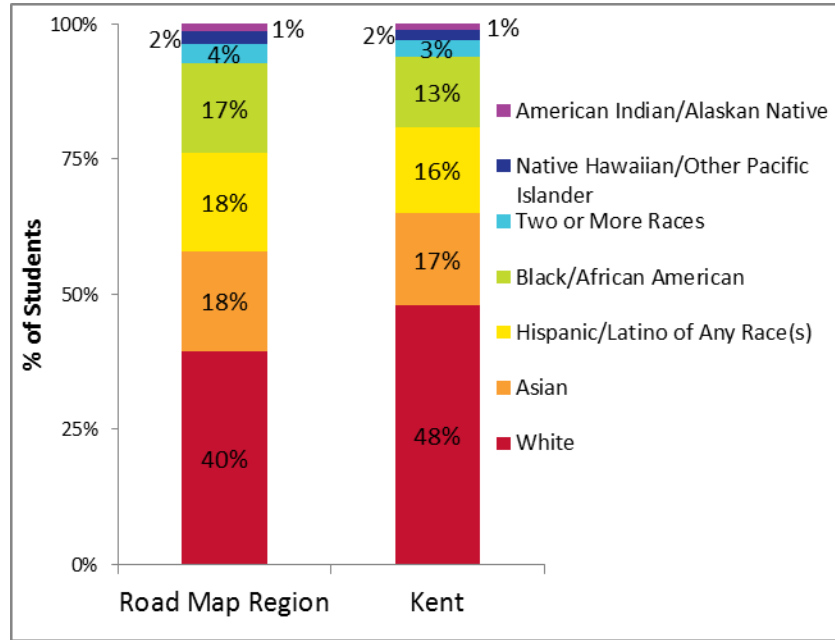 100%
75%
50%
25%
0%
% of Students
2%
1%
4%
17%
18%
18%
40%
2%
1%
3%
13%
16%
17%
48%
Road Map Region
Kent
American Indian/Alaskan Native
Native Hawaiian/Other Pacific
Islander
Two or More Races
Black/African American
Hispanic/Latino of Any Race(s)
Asian
White